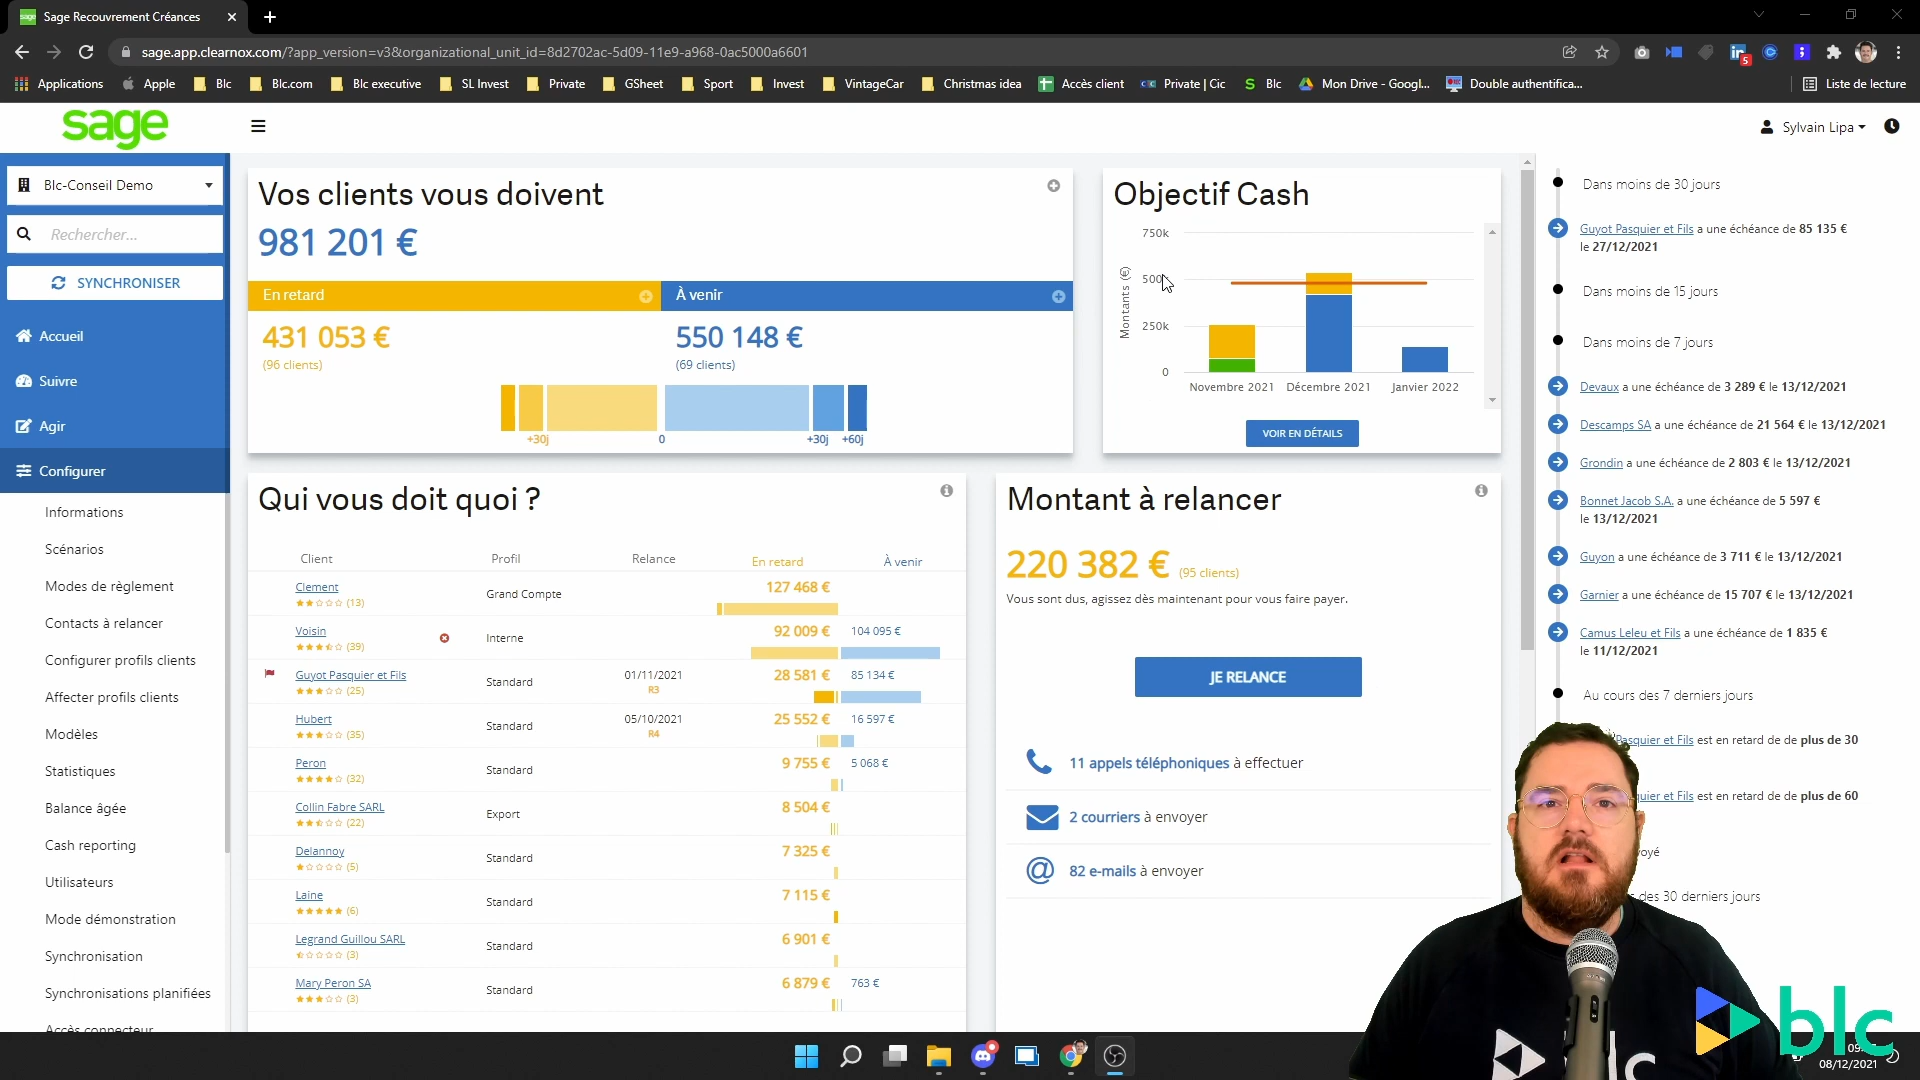 Sage Recouvrement Créances
sage.app.clearnox.com/?app_version=v3&organizational_unit_id=8d2702ac-5d09-11e9-a968-0ac5000a6601
5
Applications Apple Blc Blc.com Blc executive SL Invest Private GSheet Sport Invest VintageCar Christmas idea Accès client Private | Cic Blc Mon Drive - Googl... Double authentifica... Liste de lecture
sage
Sylvain Lipa
Blc-Conseil Demo
Rechercher...
SYNCHRONISER
Accueil
Suivre
Agir
Configurer
Informations
Scénarios
Modes de règlement
Contacts à relancer
Configurer profils clients
Affecter profils clients
Modèles
Statistiques
Balance âgée
Cash reporting
Utilisateurs
Mode démonstration
Synchronisation
Synchronisations planifiées
Accès connecteur
Vos clients vous doivent
981 201 €
En retard
À venir
431 053 €
550 148 €
(96 clients)
(69 clients)
+30j 0 +30j +60j
Objectif Cash
Montants (€)
750k
500k
250k
0
Novembre 2021 Décembre 2021 Janvier 2022
VOIR EN DÉTAILS
Qui vous doit quoi ?
Client Profil Relance En retard À venir
Clement Grand Compte 127 468 €
(13)
Voisin Interne 92 009 € 104 095 €
(39)
Guyot Pasquier et Fils Standard 01/11/2021 28 581 € 85 134 €
(25) R3
Hubert Standard 05/10/2021 25 552 € 16 597 €
(35) R4
Peron Standard 9 755 € 5 068 €
(32)
Collin Fabre SARL Export 8 504 €
(22)
Delannoy Standard 7 325 €
(5)
Laine Standard 7 115 €
(6)
Legrand Guillou SARL Standard 6 901 €
(3)
Mary Peron SA Standard 6 879 € 763 €
(3)
Montant à relancer
220 382 € (95 clients)
Vous sont dus, agissez dès maintenant pour vous faire payer.
JE RELANCE
11 appels téléphoniques à effectuer
2 courriers à envoyer
82 e-mails à envoyer
Dans moins de 30 jours
Guyot Pasquier et Fils a une échéance de 85 135 €
le 27/12/2021
Dans moins de 15 jours
Dans moins de 7 jours
Devaux a une échéance de 3 289 € le 13/12/2021
Descamps SA a une échéance de 21 564 € le 13/12/2021
Grondin a une échéance de 2 803 € le 13/12/2021
Bonnet Jacob S.A. a une échéance de 5 597 €
le 13/12/2021
Guyon a une échéance de 3 711 € le 13/12/2021
Garnier a une échéance de 15 707 € le 13/12/2021
Camus Leleu et Fils a une échéance de 1 835 €
le 11/12/2021
Au cours des 7 derniers jours
Pasquier et Fils est en retard de de plus de 30
quier et Fils est en retard de de plus de 60
oyé
des 30 derniers jours
blc
08/12/2021